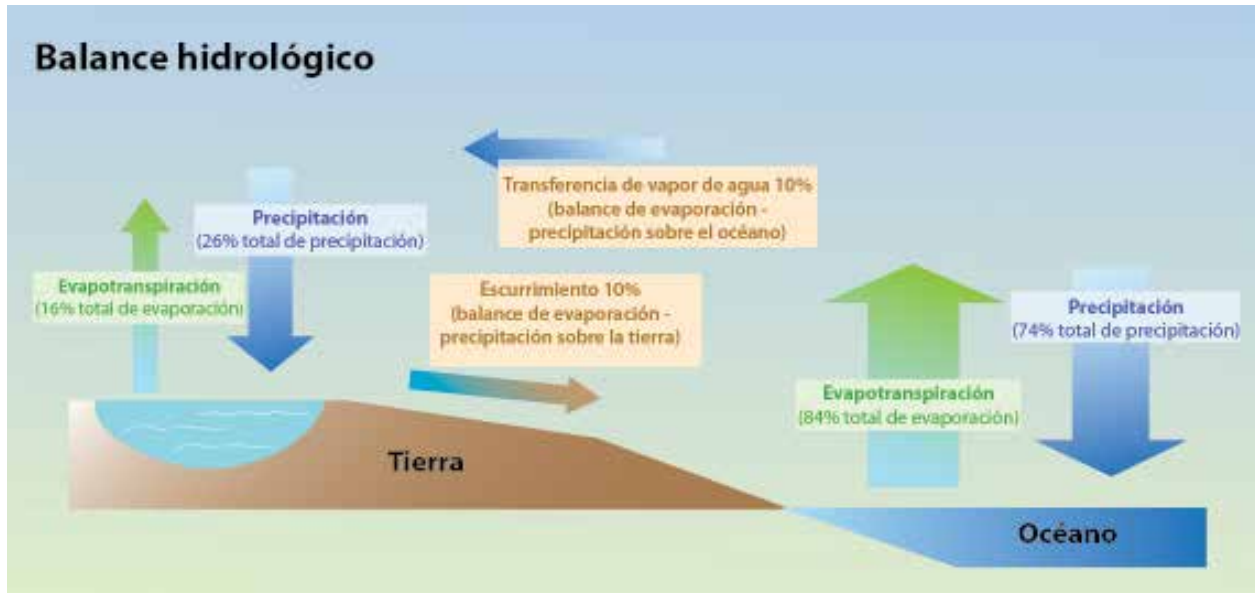 Balance hidrológico
Transferencia de vapor de agua 10%
(balance de evaporación -
precipitación sobre el océano)
Precipitación
(26% total de precipitación)
Evapotranspiración
(16% total de evaporación)
Escurrimiento 10%
(balance de evaporación -
precipitación sobre la tierra)
Precipitación
(74% total de precipitación)
Evapotranspiración
(84% total de evaporación)
Tierra
Océano